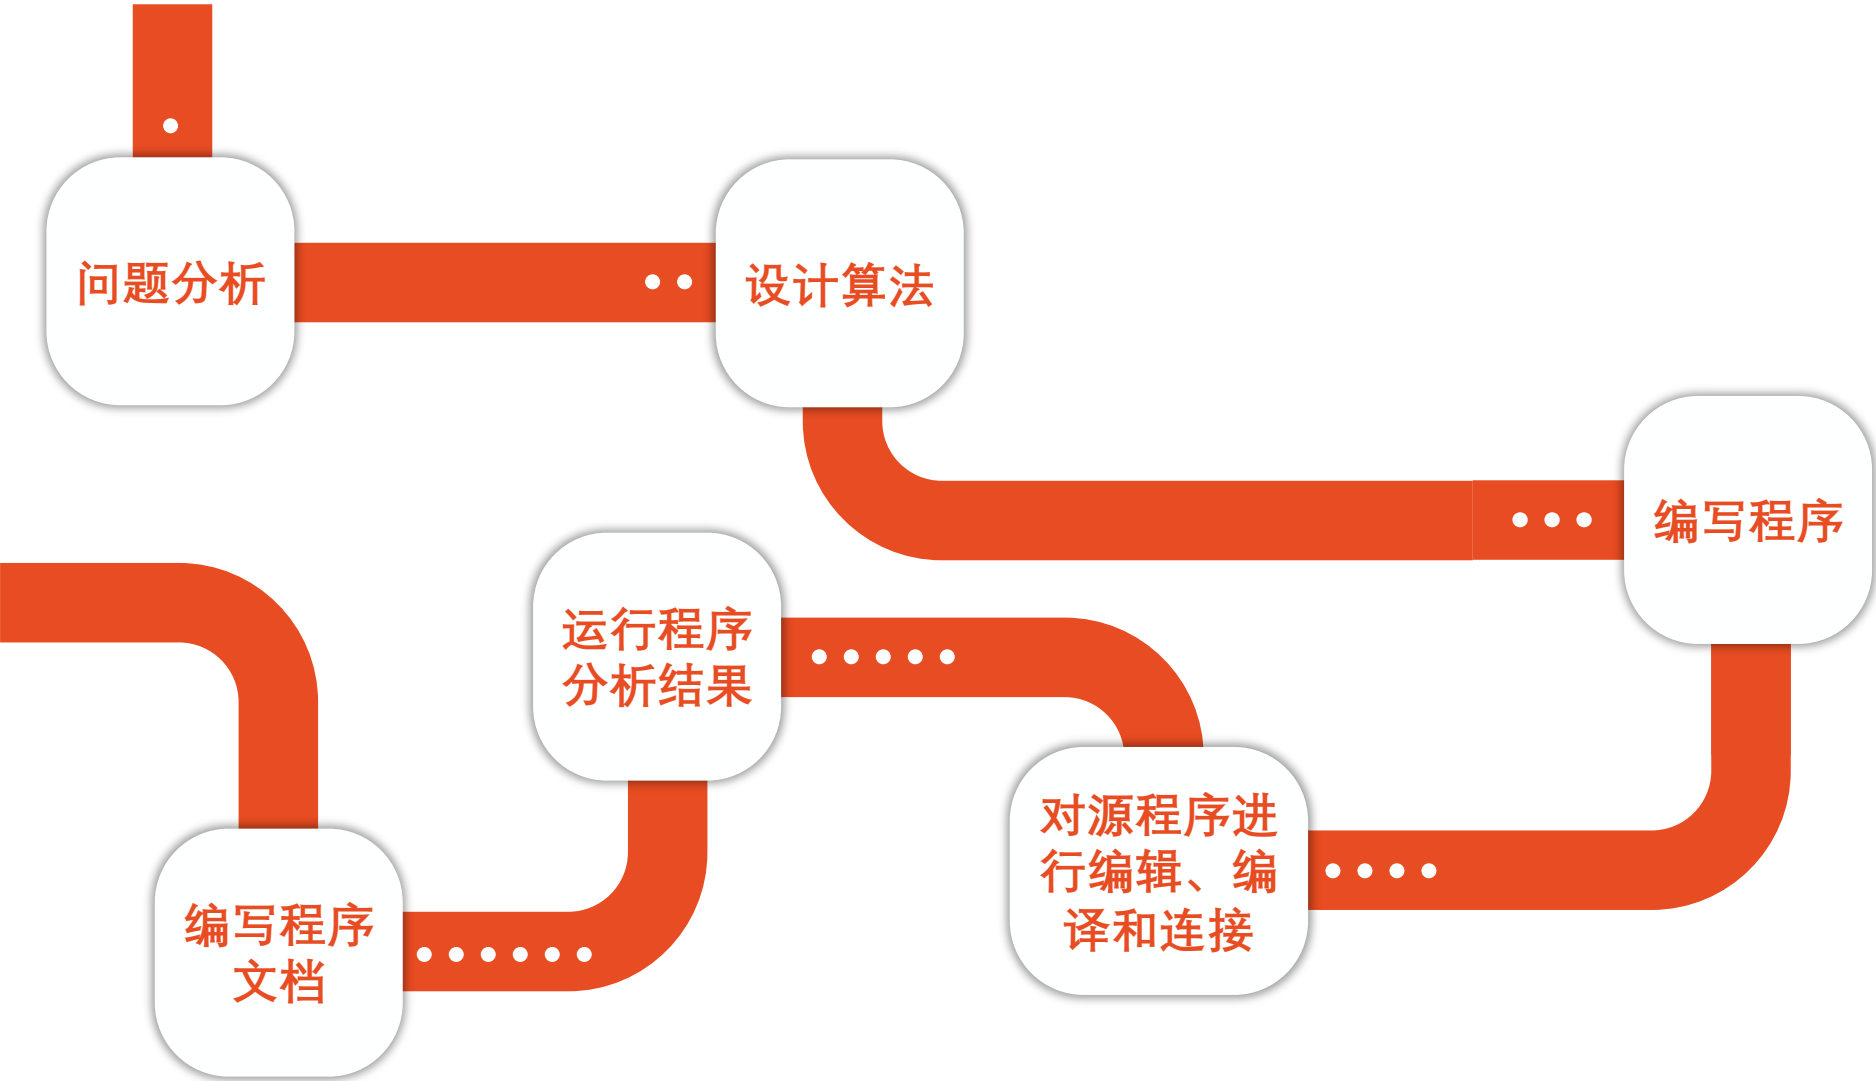 问题分析
设计算法
编写程序
对源程序进
行编辑、编
译和连接
运行程序
分析结果
编写程序
文档